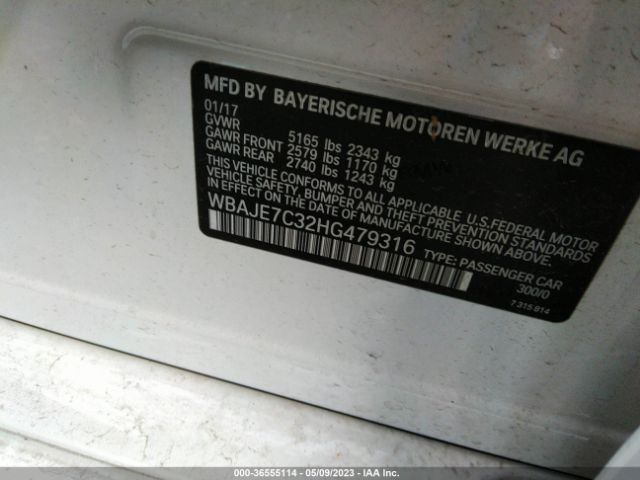 MFD BY BAYERISCHE MOTOREN WERKE AG
01/17
GVWR 5165 lbs 2343 kg
GAWR FRONT 2579 lbs 1170 kg
GAWR REAR 2740 lbs 1243 kg
THIS VEHICLE CONFORMS TO ALL APPLICABLE U.S. FEDERAL MOTOR
VEHICLE SAFETY, BUMPER AND THEFT PREVENTION STANDARDS
IN EFFECT ON THE DATE OF MANUFACTURE SHOWN ABOVE.
WBAJE7C32HG479316 TYPE: PASSENGER CAR
300/0
7 315 914
000-36555114 - 05/09/2023 - IAA Inc.